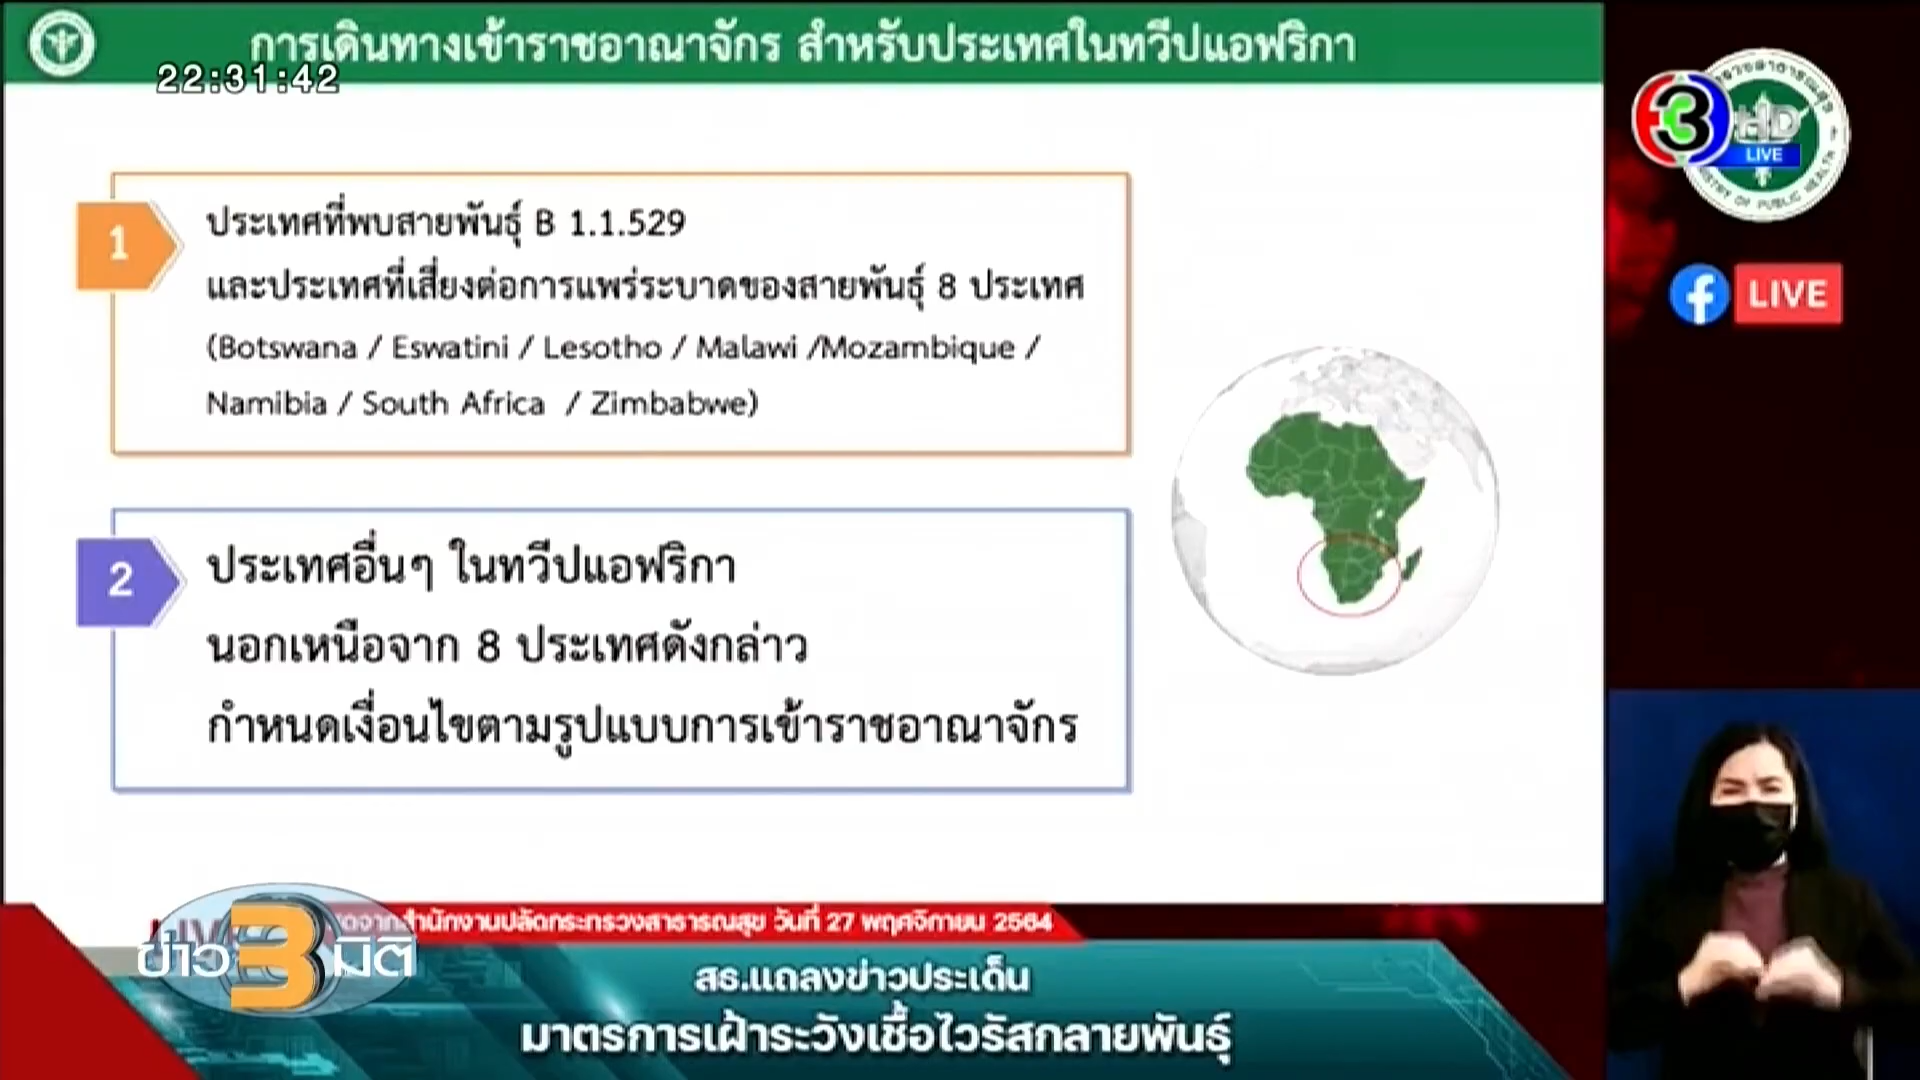 การเดินทางเข้าราชอาณาจักร สำหรับประเทศในทวีปแอฟริกา
22:31:42
3 HD
LIVE
MINISTRY OF PUBLIC HEALTH
LIVE
1
ประเทศที่พบสายพันธุ์ B 1.1.529
และประเทศที่เสี่ยงต่อการแพร่ระบาดของสายพันธุ์ 8 ประเทศ
(Botswana / Eswatini / Lesotho / Malawi /Mozambique /
Namibia / South Africa / Zimbabwe)
2
ประเทศอื่นๆ ในทวีปแอฟริกา
นอกเหนือจาก 8 ประเทศดังกล่าว
กำหนดเงื่อนไขตามรูปแบบการเข้าราชอาณาจักร
สำนักงานปลัดกระทรวงสาธารณสุข วันที่ 27 พฤศจิกายน 2564
ข่าว 3 มิติ
สธ.แถลงข่าวประเด็น
มาตรการเฝ้าระวังเชื้อไวรัสกลายพันธุ์